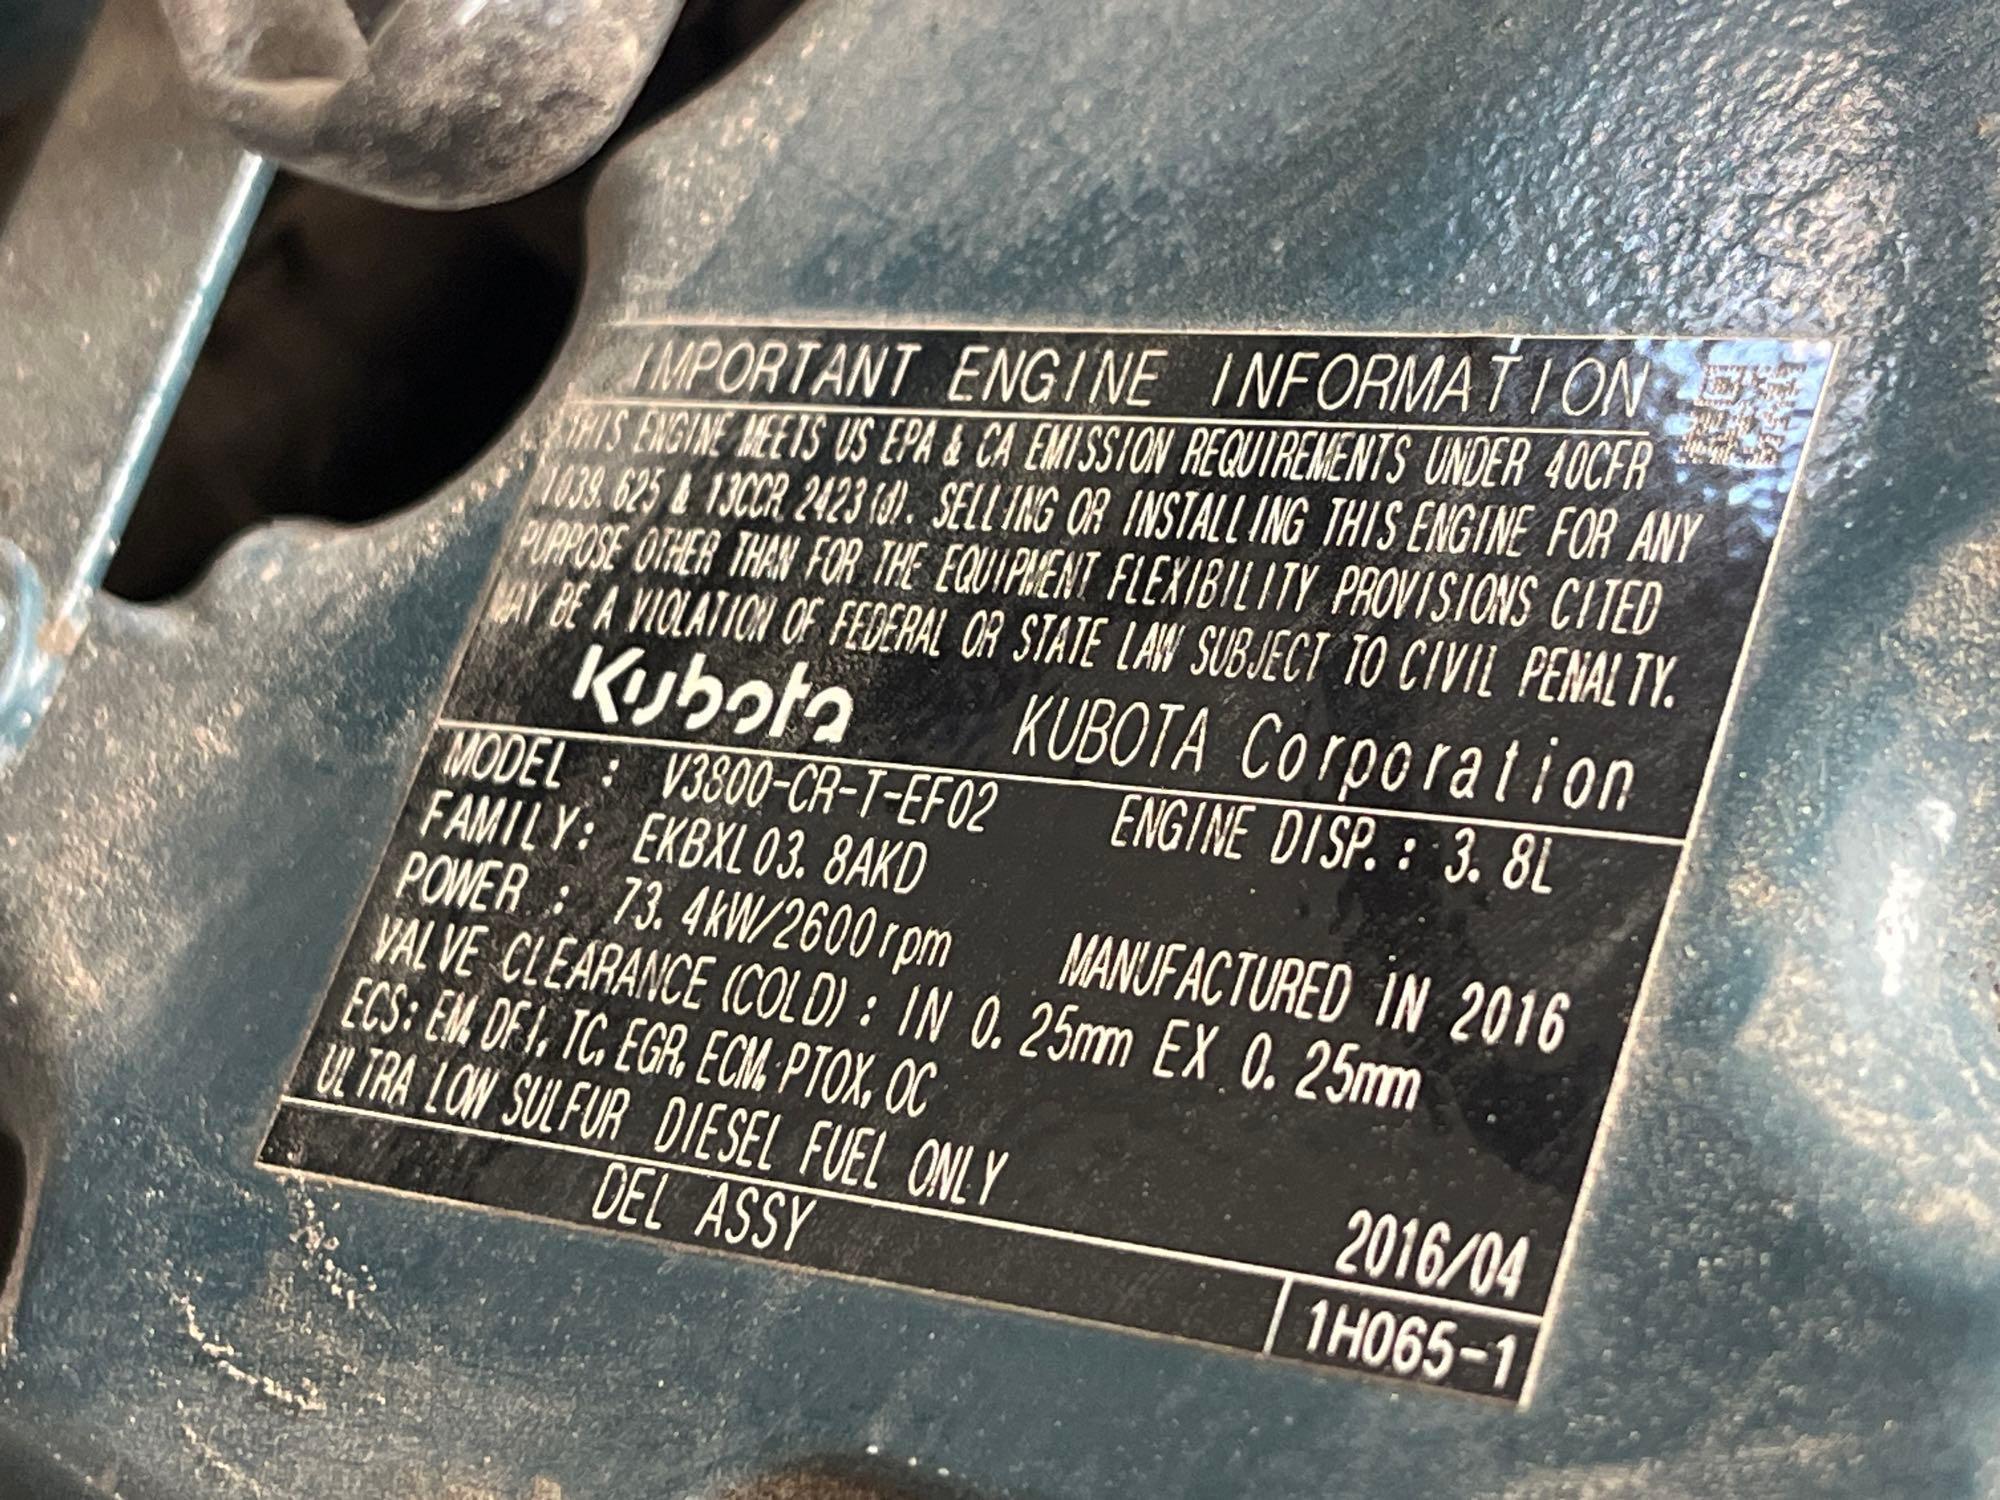 IMPORTANT ENGINE INFORMATION
THIS ENGINE MEETS US EPA & CA EMISSION REQUIREMENTS UNDER 40CFR
1039.625 & 13CCR 2423(d). SELLING OR INSTALLING THIS ENGINE FOR ANY
PURPOSE OTHER THAN FOR THE EQUIPMENT FLEXIBILITY PROVISIONS CITED
MAY BE A VIOLATION OF FEDERAL OR STATE LAW SUBJECT TO CIVIL PENALTY.
Kubota KUBOTA Corporation
MODEL : V3800-CR-T-EF02 ENGINE DISP.: 3.8L
FAMILY: EKBXL03.8AKD
POWER : 73.4kW/2600rpm MANUFACTURED IN 2016
VALVE CLEARANCE (COLD) : IN 0.25mm EX 0.25mm
ECS: EM, DFI, TC, EGR, ECM, PTOX, OC
ULTRA LOW SULFUR DIESEL FUEL ONLY
2016/04
DEL ASSY 1H065-1